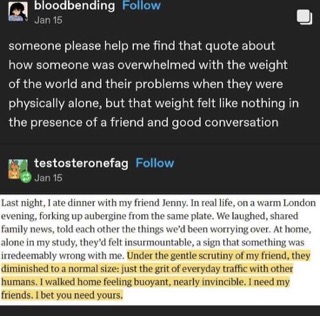 bloodbending Follow
Jan 15
someone please help me find that quote about
how someone was overwhelmed with the weight
of the world and their problems when they were
physically alone, but that weight felt like nothing in
the presence of a friend and good conversation
testosteronefag Follow
Jan 15
Last night, I ate dinner with my friend Jenny. In real life, on a warm London
evening, forking up aubergine from the same plate. We laughed, shared
family news, told each other the things we'd been worrying over. At home,
alone in my study, they'd felt insurmountable, a sign that something was
irredeemably wrong with me. Under the gentle scrutiny of my friend, they
diminished to a normal size: just the grit of everyday traffic with other
humans. I walked home feeling buoyant, nearly invincible. I need my
friends. I bet you need yours.